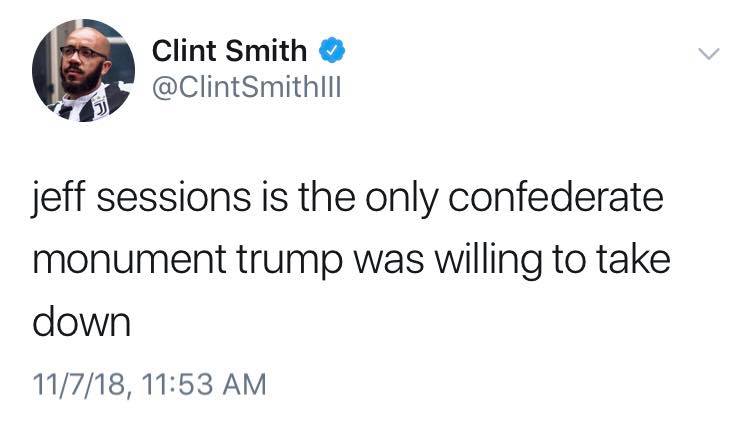 Clint Smith
@ClintSmithIII
jeff sessions is the only confederate
monument trump was willing to take
down
11/7/18, 11:53 AM